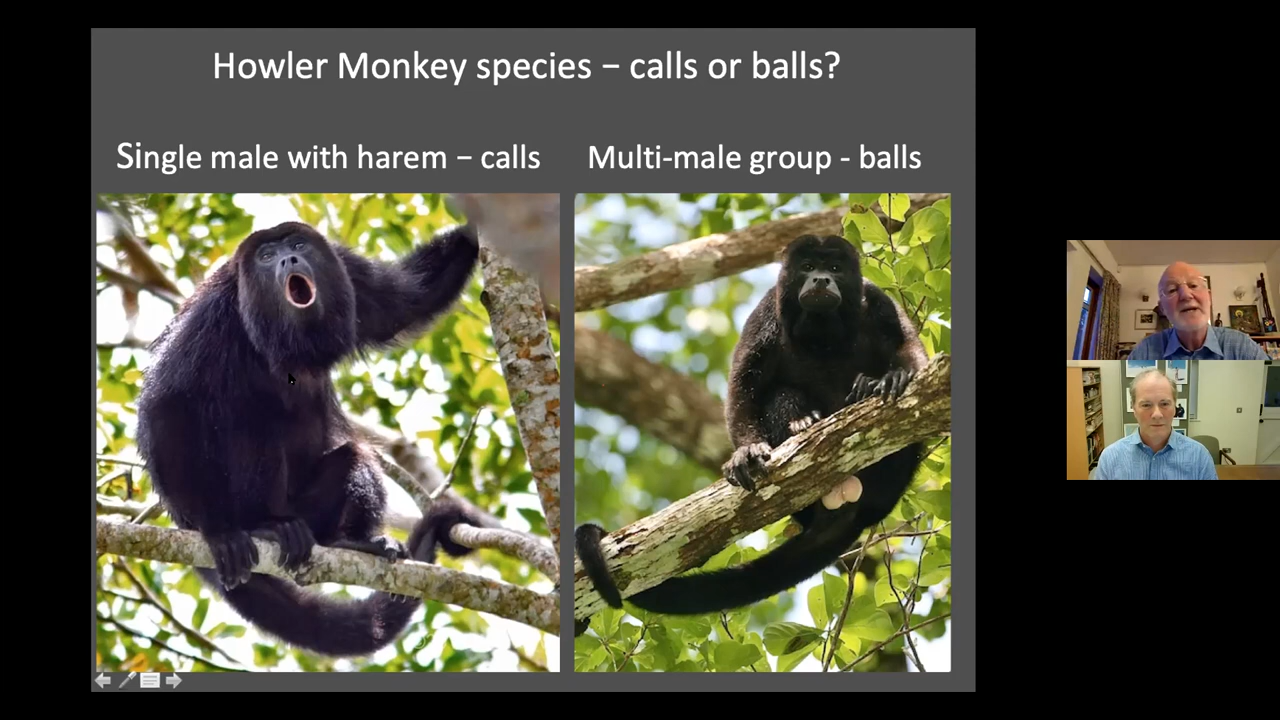 Howler Monkey species – calls or balls?
Single male with harem – calls
Multi-male group - balls